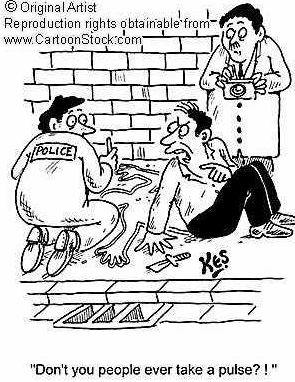 © Original Artist
Reproduction rights obtainable from
www.CartoonStock.com
POLICE
KES
"Don't you people ever take a pulse?!"